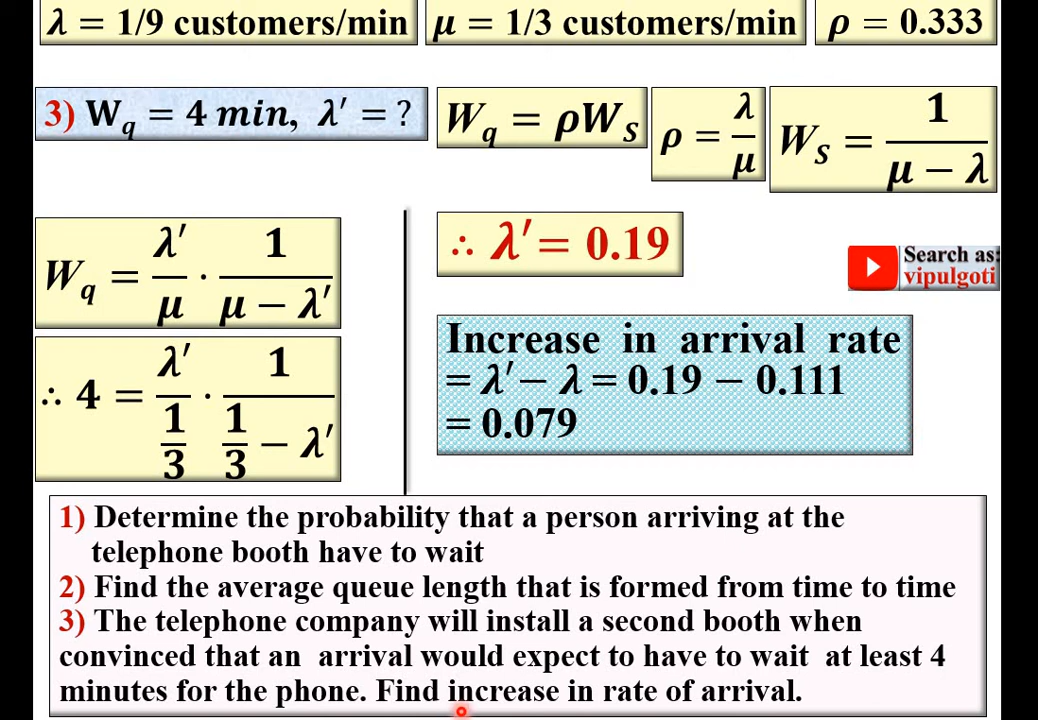 λ = 1/9 customers/min μ = 1/3 customers/min ρ = 0.333
3) W_q = 4 min, λ′ = ? W_q = ρW_S ρ = λ/μ W_S = 1/(μ − λ)
W_q = λ′/μ · 1/(μ − λ′)
∴ 4 = λ′/(1/3) · 1/(1/3 − λ′)
∴ λ′ = 0.19
Search as:
vipulgoti
Increase in arrival rate
= λ′ − λ = 0.19 − 0.111
= 0.079
1) Determine the probability that a person arriving at the
telephone booth have to wait
2) Find the average queue length that is formed from time to time
3) The telephone company will install a second booth when
convinced that an arrival would expect to have to wait at least 4
minutes for the phone. Find increase in rate of arrival.